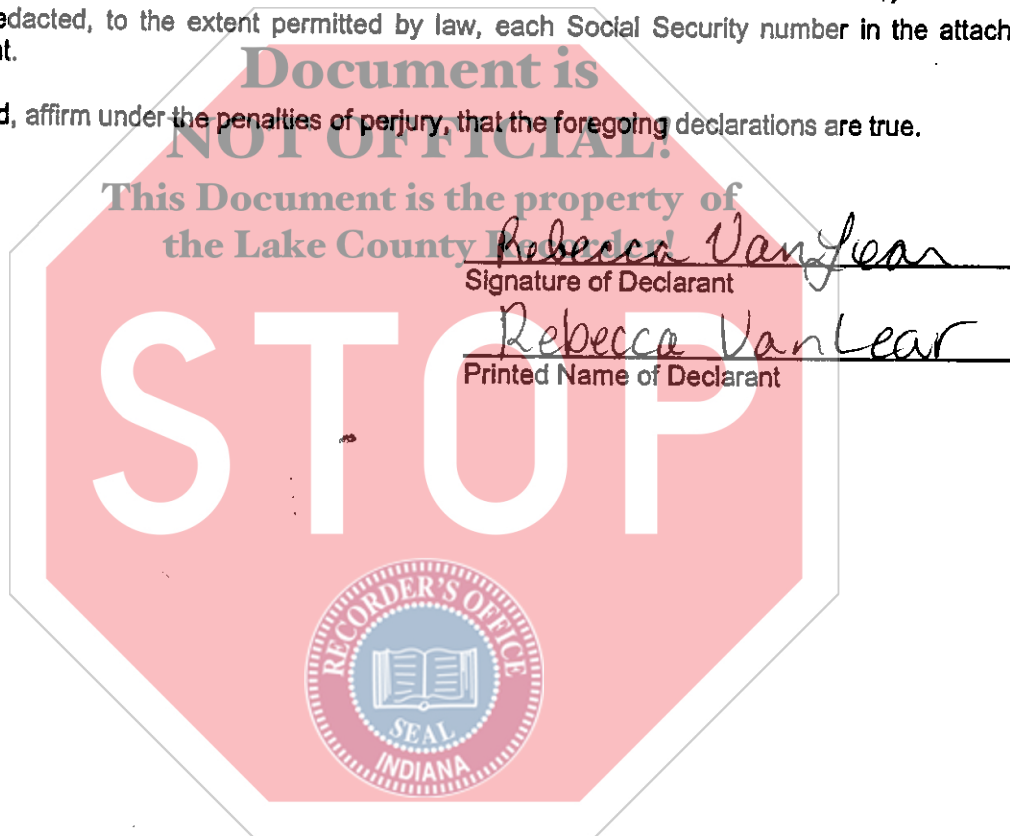 edacted, to the extent permitted by law, each Social Security number in the attach
nt.
Document is
d, affirm under the penalties of perjury, that the foregoing declarations are true.
NOT OFFICIAL!
This Document is the property of
the Lake County Recorder!
Rebecca VanLear
Signature of Declarant
Rebecca VanLear
Printed Name of Declarant
STOP
RECORDER'S OFFICE
SEAL
INDIANA